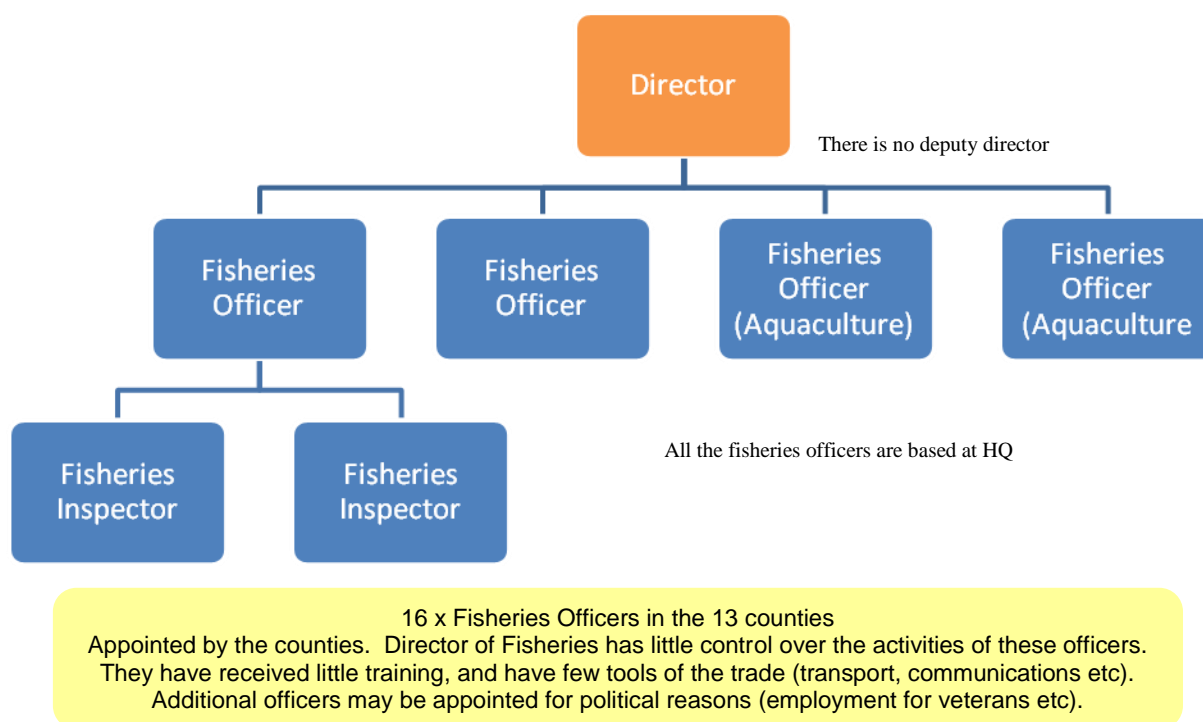 Director
There is no deputy director
Fisheries
Officer
Fisheries
Officer
Fisheries
Officer
(Aquaculture)
Fisheries
Officer
(Aquaculture
All the fisheries officers are based at HQ
Fisheries
Inspector
Fisheries
Inspector
16 x Fisheries Officers in the 13 counties
Appointed by the counties.  Director of Fisheries has little control over the activities of these officers.
They have received little training, and have few tools of the trade (transport, communications etc).
Additional officers may be appointed for political reasons (employment for veterans etc).